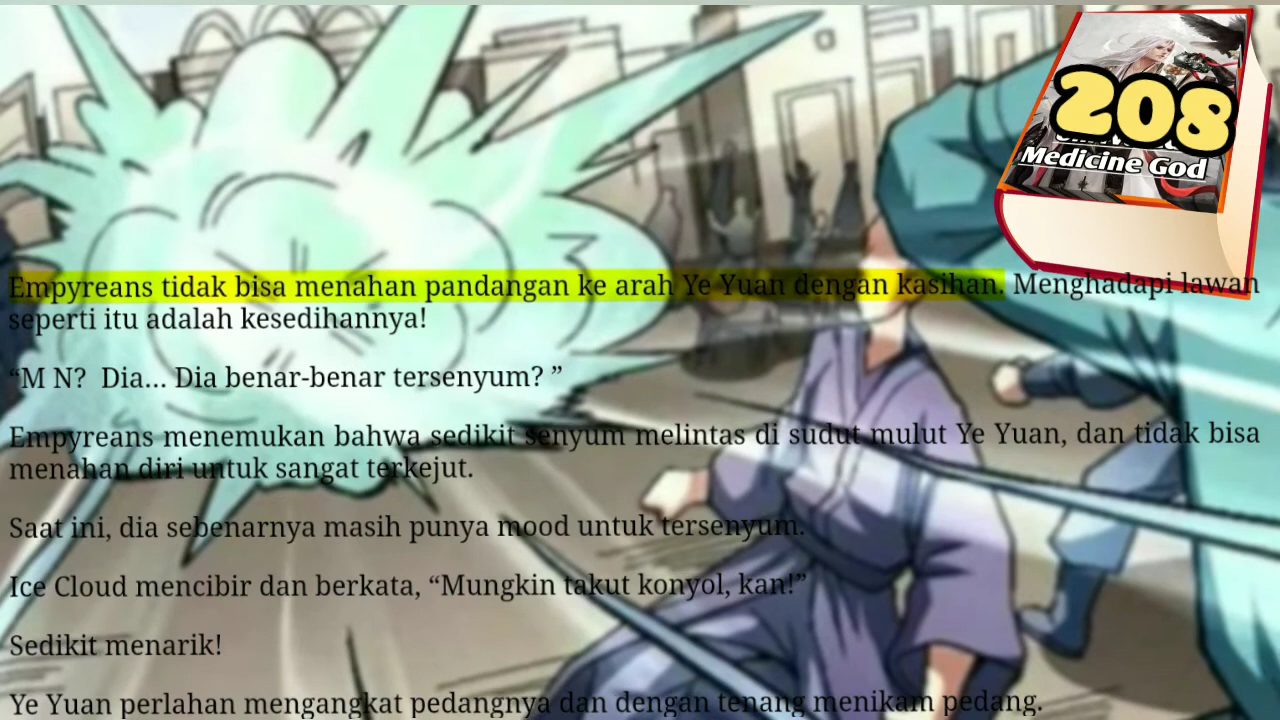 208
Medicine God
Empyreans tidak bisa menahan pandangan ke arah Ye Yuan dengan kasihan. Menghadapi lawan
seperti itu adalah kesedihannya!
“M N?  Dia... Dia benar-benar tersenyum? ”
Empyreans menemukan bahwa sedikit senyum melintas di sudut mulut Ye Yuan, dan tidak bisa
menahan diri untuk sangat terkejut.
Saat ini, dia sebenarnya masih punya mood untuk tersenyum.
Ice Cloud mencibir dan berkata, “Mungkin takut konyol, kan!”
Sedikit menarik!
Ye Yuan perlahan mengangkat pedangnya dan dengan tenang menikam pedang.